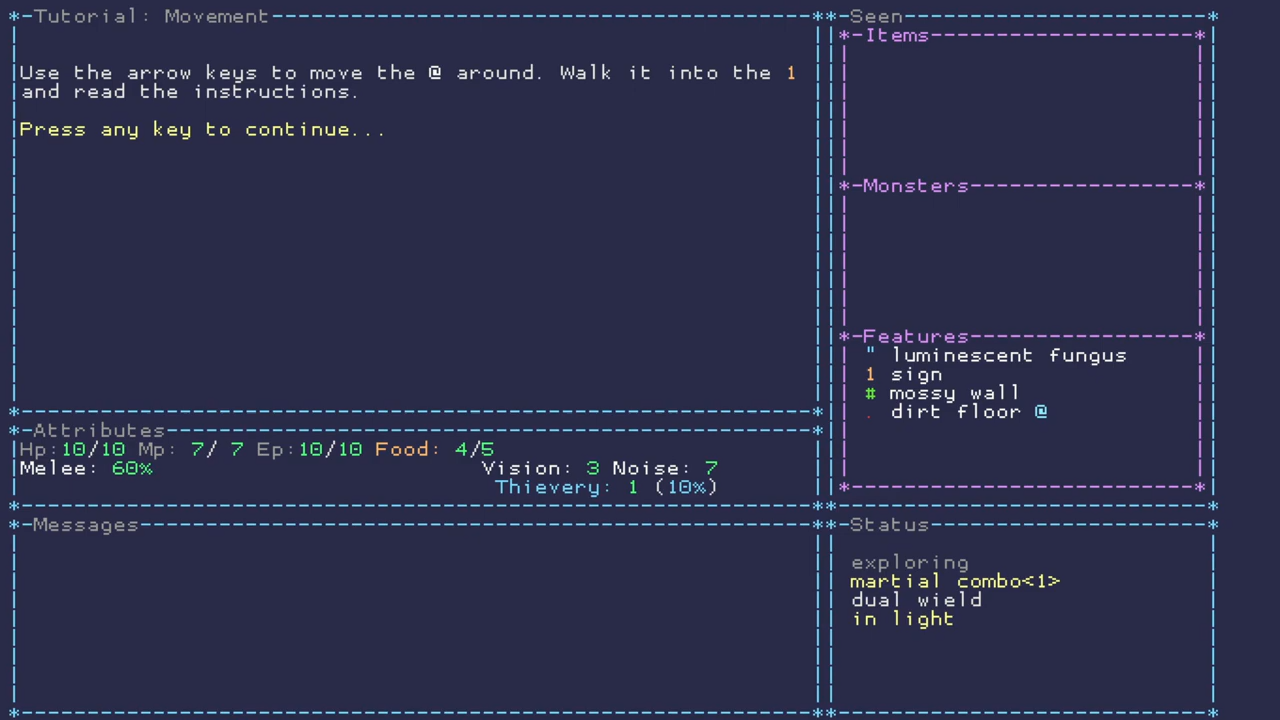 Tutorial: Movement
Use the arrow keys to move the @ around. Walk it into the 1
and read the instructions.
Press any key to continue...
Attributes
Hp:10/10 Mp: 7/ 7 Ep:10/10 Food: 4/5
Melee: 60% Vision: 3 Noise: 7
Thievery: 1 (10%)
Messages
Seen
Items
Monsters
Features
" luminescent fungus
1 sign
# mossy wall
. dirt floor @
Status
exploring
martial combo<1>
dual wield
in light